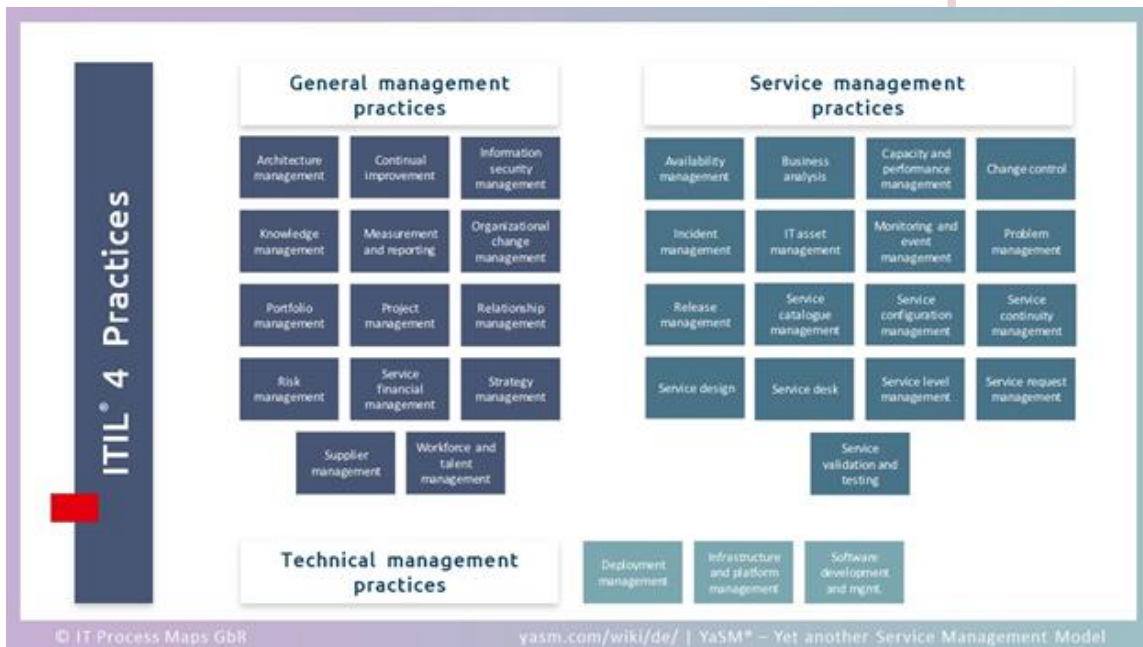 ITIL® 4 Practices
General management
practices
Architecture
management
Continual
improvement
Information
security
management
Knowledge
management
Measurement
and reporting
Organizational
change
management
Portfolio
management
Project
management
Relationship
management
Risk
management
Service
financial
management
Strategy
management
Supplier
management
Workforce and
talent
management
Service management
practices
Availability
management
Business
analysis
Capacity and
performance
management
Change control
Incident
management
IT asset
management
Monitoring and
event
management
Problem
management
Release
management
Service
catalogue
management
Service
configuration
management
Service
continuity
management
Service design
Service desk
Service level
management
Service request
management
Service
validation and
testing
Technical management
practices
Deployment
management
Infrastructure
and platform
management
Software
development
and mgmt.
© IT Process Maps GbR
yasm.com/wiki/de/ | YaSM® – Yet another Service Management Model